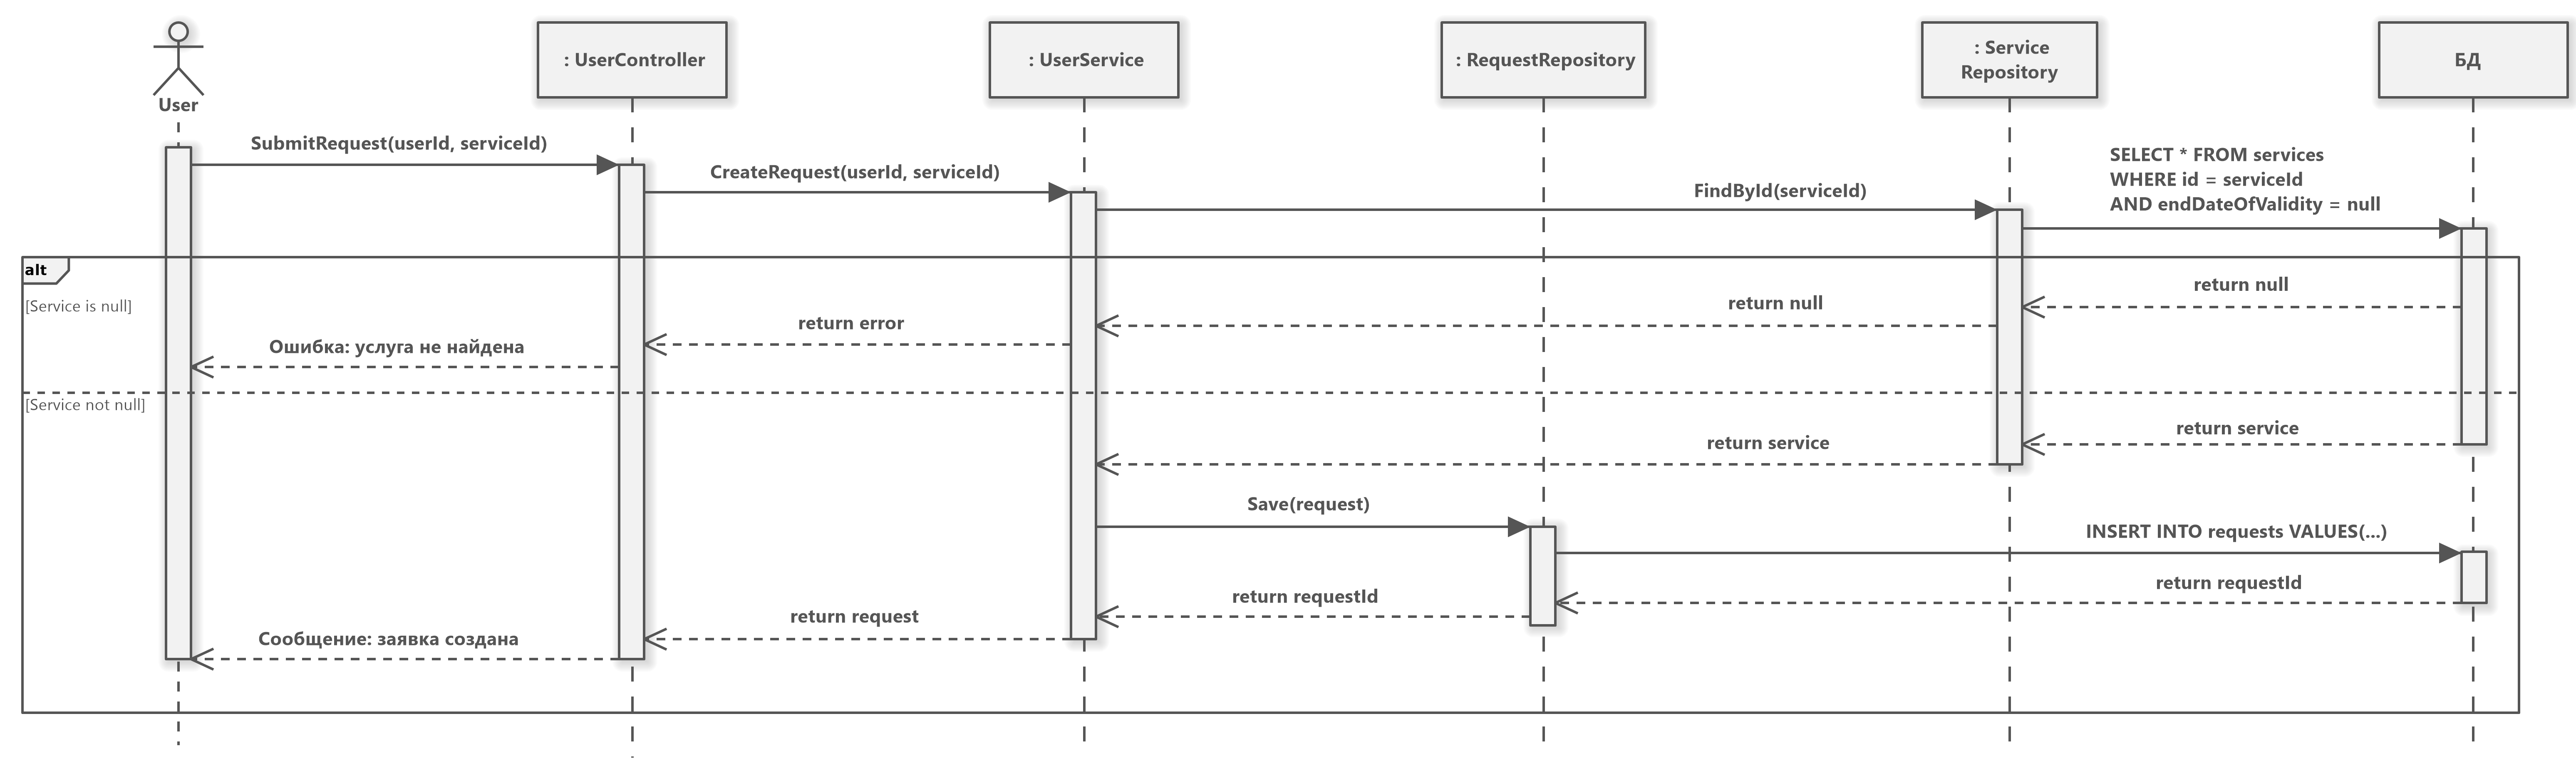 User
: UserController
: UserService
: RequestRepository
: Service
Repository
БД
SubmitRequest(userId, serviceId)
CreateRequest(userId, serviceId)
FindById(serviceId)
SELECT * FROM services
WHERE id = serviceId
AND endDateOfValidity = null
alt
[Service is null]
return null
return null
return error
Ошибка: услуга не найдена
[Service not null]
return service
return service
Save(request)
INSERT INTO requests VALUES(...)
return requestId
return requestId
return request
Сообщение: заявка создана